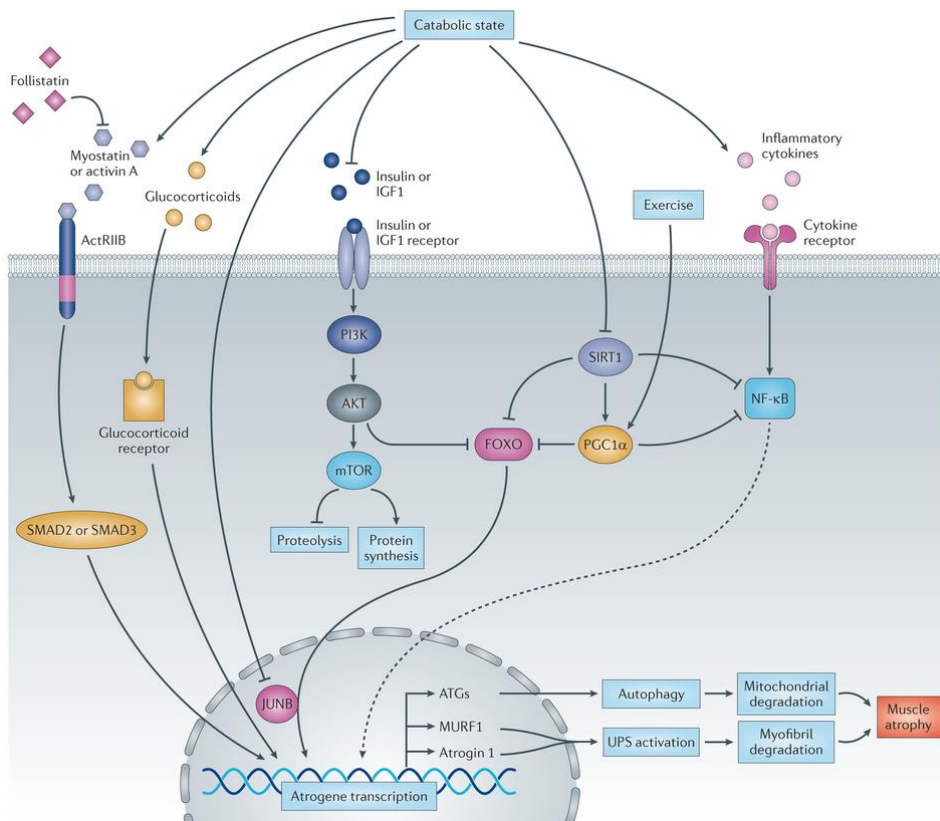 Catabolic state
Follistatin
Myostatin
or activin A
Glucocorticoids
Insulin or
IGF1
Inflammatory
cytokines
Exercise
ActRIIB
Insulin or
IGF1 receptor
Cytokine
receptor
PI3K
SIRT1
AKT
NF-κB
Glucocorticoid
receptor
FOXO
PGC1α
mTOR
SMAD2 or SMAD3
Proteolysis
Protein
synthesis
JUNB
ATGs
Autophagy
Mitochondrial
degradation
MURF1
Muscle
atrophy
Atrogin 1
UPS activation
Myofibril
degradation
Atrogene transcription